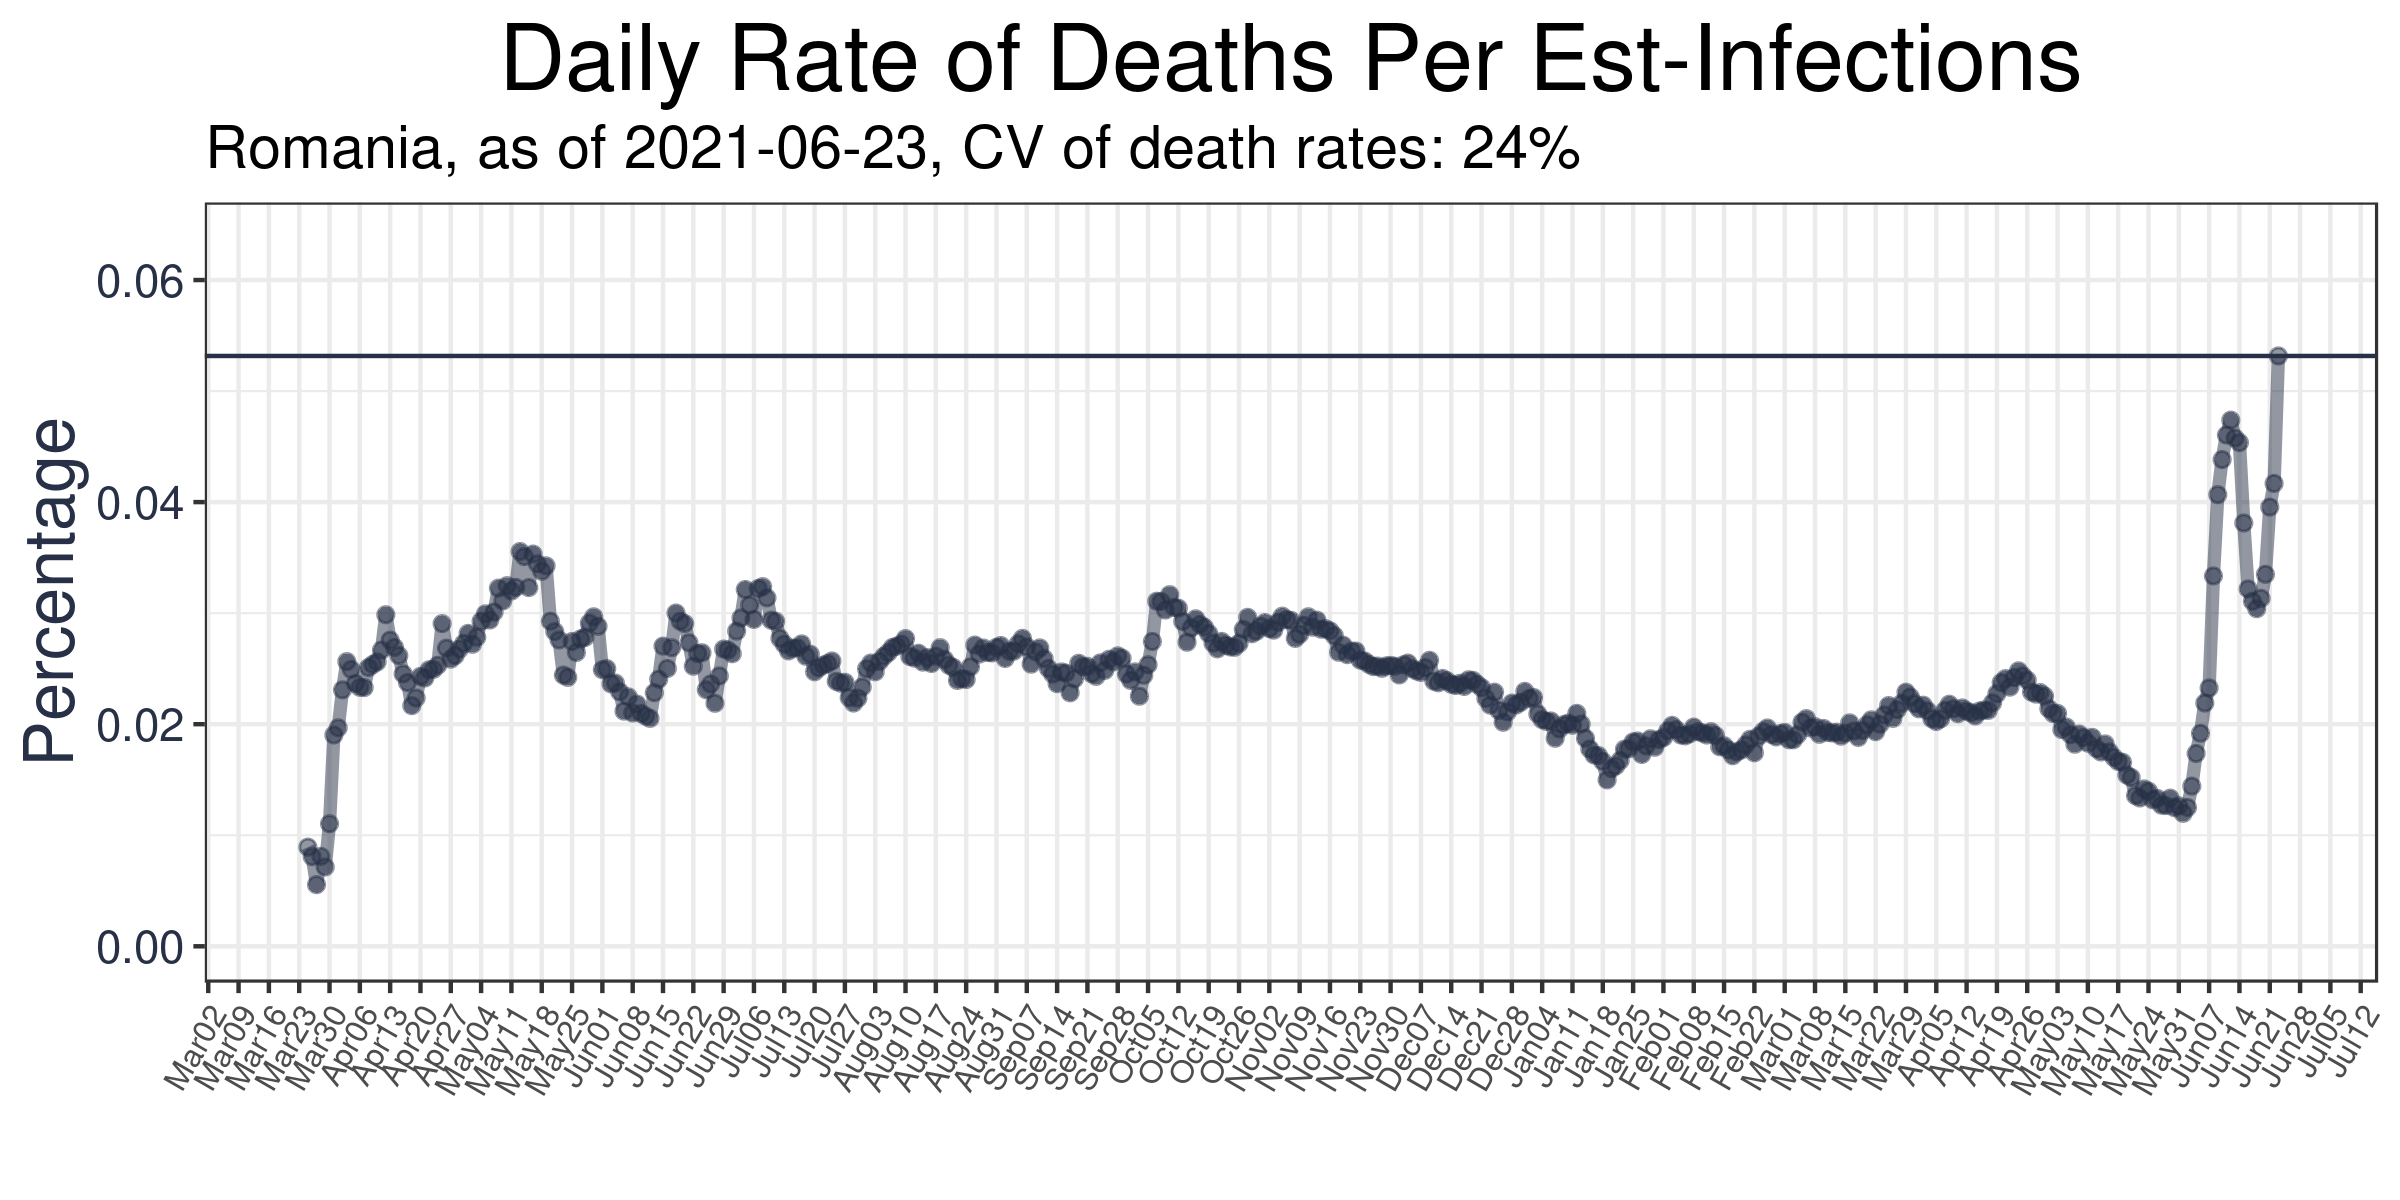 Daily Rate of Deaths Per Est-Infections
Romania, as of 2021-06-23, CV of death rates: 24%
Percentage
0.06
0.04
0.02
0.00
Mar02
Mar09
Mar16
Mar23
Mar30
Apr06
Apr13
Apr20
Apr27
May04
May11
May18
May25
Jun01
Jun08
Jun15
Jun22
Jun29
Jul06
Jul13
Jul20
Jul27
Aug03
Aug10
Aug17
Aug24
Aug31
Sep07
Sep14
Sep21
Sep28
Oct05
Oct12
Oct19
Oct26
Nov02
Nov09
Nov16
Nov23
Nov30
Dec07
Dec14
Dec21
Dec28
Jan04
Jan11
Jan18
Jan25
Feb01
Feb08
Feb15
Feb22
Mar01
Mar08
Mar15
Mar22
Mar29
Apr05
Apr12
Apr19
Apr26
May03
May10
May17
May24
May31
Jun07
Jun14
Jun21
Jun28
Jul05
Jul12